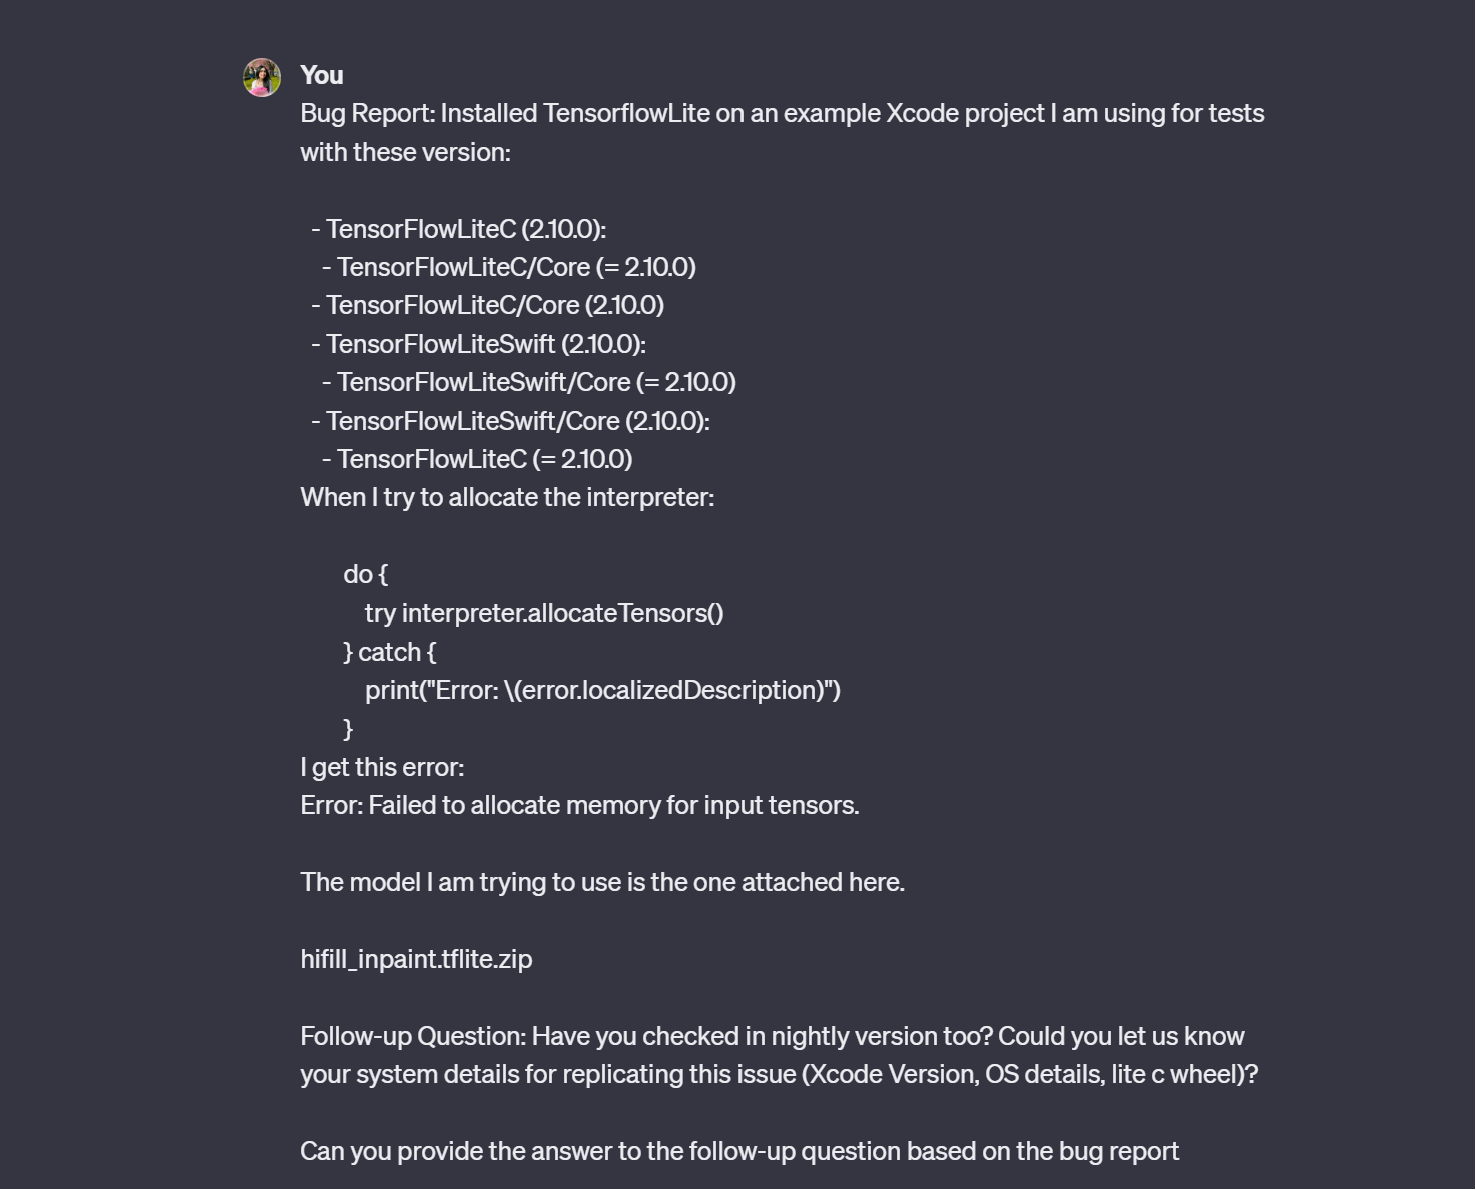 You
Bug Report: Installed TensorflowLite on an example Xcode project I am using for tests
with these version:
- TensorFlowLiteC (2.10.0):
- TensorFlowLiteC/Core (= 2.10.0)
- TensorFlowLiteC/Core (2.10.0)
- TensorFlowLiteSwift (2.10.0):
- TensorFlowLiteSwift/Core (= 2.10.0)
- TensorFlowLiteSwift/Core (2.10.0):
- TensorFlowLiteC (= 2.10.0)
When I try to allocate the interpreter:
do {
try interpreter.allocateTensors()
} catch {
print("Error: \(error.localizedDescription)")
}
I get this error:
Error: Failed to allocate memory for input tensors.
The model I am trying to use is the one attached here.
hifill_inpaint.tflite.zip
Follow-up Question: Have you checked in nightly version too? Could you let us know
your system details for replicating this issue (Xcode Version, OS details, lite c wheel)?
Can you provide the answer to the follow-up question based on the bug report